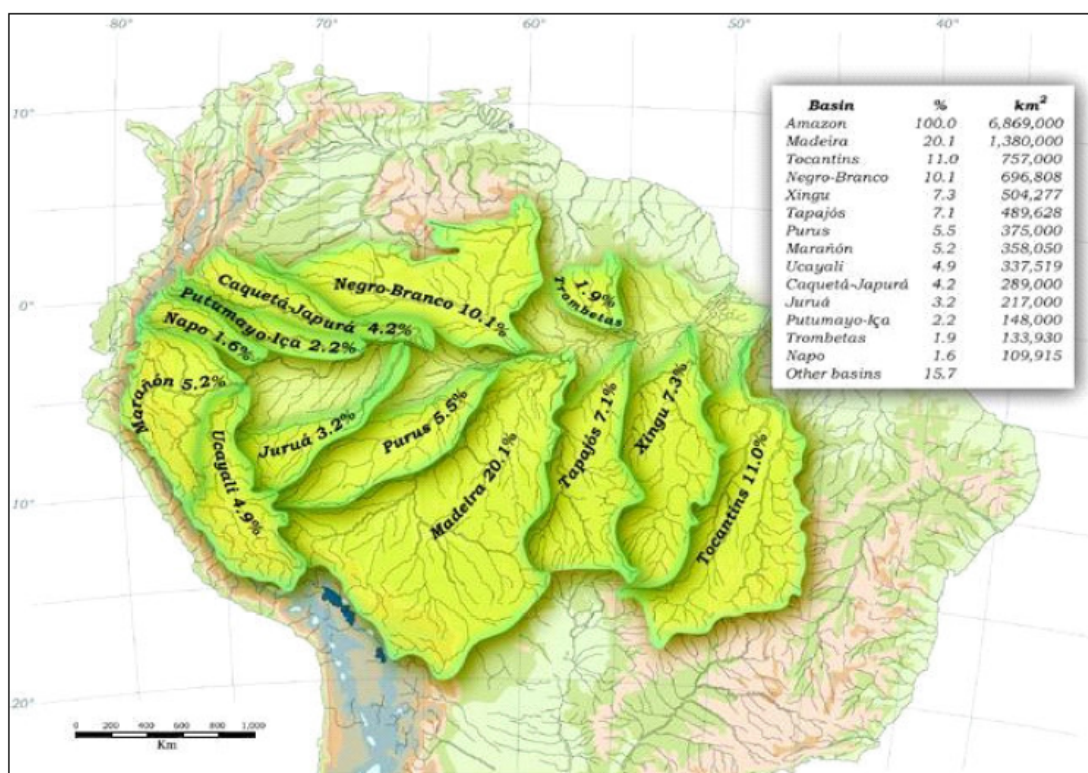 -80°
-70°
-60°
50°
40°
10°
0°
10°
20°
Basin % km²
Amazon 100.0 6,869,000
Madeira 20.1 1,380,000
Tocantins 11.0 757,000
Negro-Branco 10.1 696,808
Xingu 7.3 504,277
Tapajós 7.1 489,628
Purus 5.5 375,000
Marañón 5.2 358,050
Ucayali 4.9 337,519
Caquetá-Japurá 4.2 289,000
Juruá 3.2 217,000
Putumayo-Iça 2.2 148,000
Trombetas 1.9 133,930
Napo 1.6 109,915
Other basins 15.7
Negro-Branco 10.1%
1.9%
Trombetas
Caquetá-Japurá 4.2%
Putumayo-Iça 2.2%
Napo 1.6%
Marañón 5.2%
Ucayali 4.9%
Juruá 3.2%
Purus 5.5%
Madeira 20.1%
Tapajós 7.1%
Xingu 7.3%
Tocantins 11.0%
0 200 400 600 800 1,000
Km